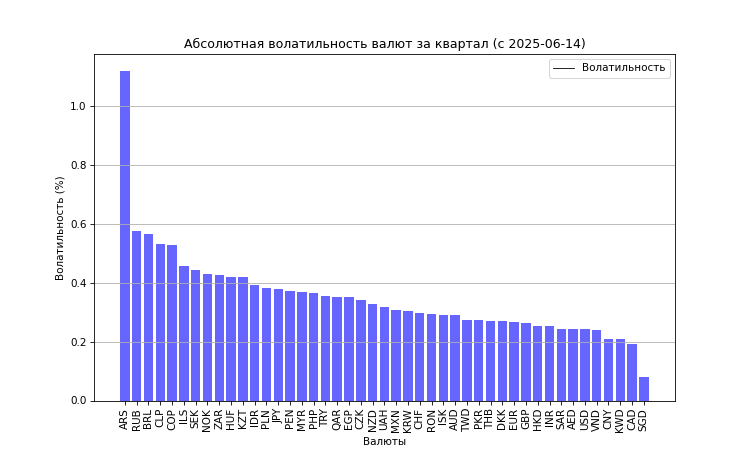 Абсолютная волатильность валют за квартал (с 2025-06-14)
Волатильность
Волатильность (%)
1.0
0.8
0.6
0.4
0.2
0.0
ARS
RUB
BRL
CLP
COP
ILS
SEK
NOK
ZAR
HUF
KZT
IDR
PLN
JPY
PEN
MYR
PHP
TRY
QAR
EGP
CZK
NZD
UAH
MXN
KRW
CHF
RON
ISK
AUD
TWD
PKR
THB
DKK
EUR
GBP
HKD
INR
SAR
AED
USD
VND
CNY
KWD
CAD
SGD
Валюты